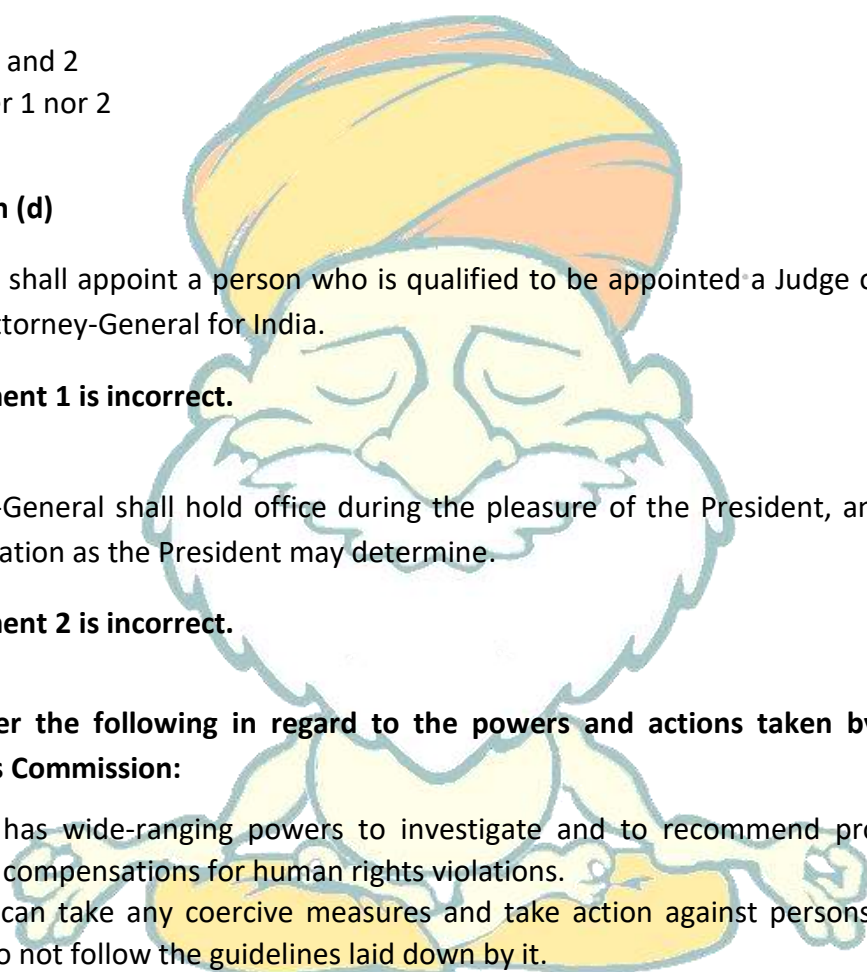 and 2
r 1 nor 2
n (d)
shall appoint a person who is qualified to be appointed a Judge
ttorney-General for India.
ent 1 is incorrect.
-General shall hold office during the pleasure of the President, an
ation as the President may determine.
ent 2 is incorrect.
er the following in regard to the powers and actions taken by
s Commission:
has wide-ranging powers to investigate and to recommend pr
compensations for human rights violations.
can take any coercive measures and take action against persons
o not follow the guidelines laid down by it.